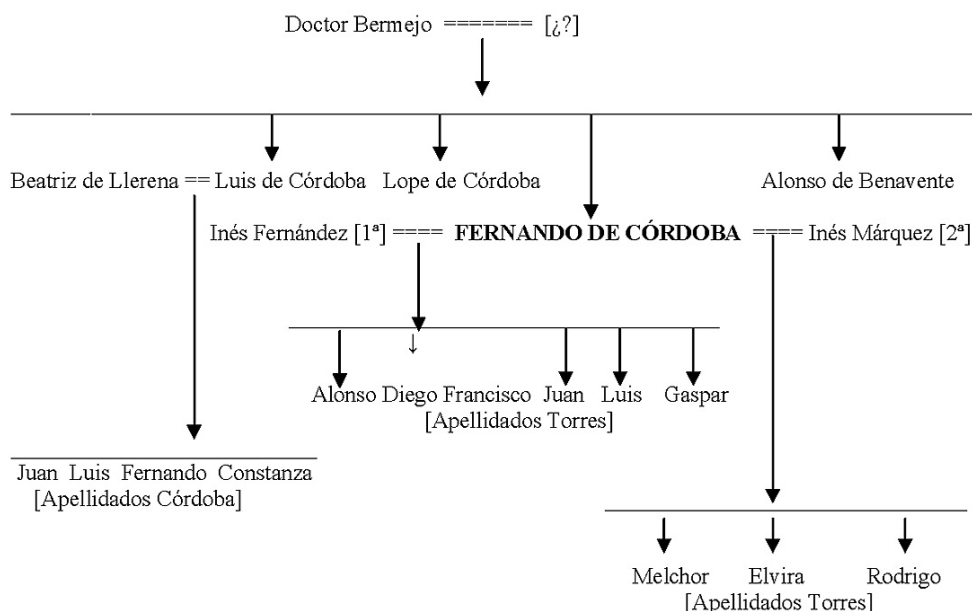 Doctor Bermejo ======= [¿?]
Beatriz de Llerena == Luis de Córdoba Lope de Córdoba Alonso de Benavente
Inés Fernández [1ª] ==== FERNANDO DE CÓRDOBA ==== Inés Márquez [2ª]
↓
Alonso Diego Francisco Juan Luis Gaspar
[Apellidados Torres]
Juan Luis Fernando Constanza
[Apellidados Córdoba]
Melchor Elvira Rodrigo
[Apellidados Torres]